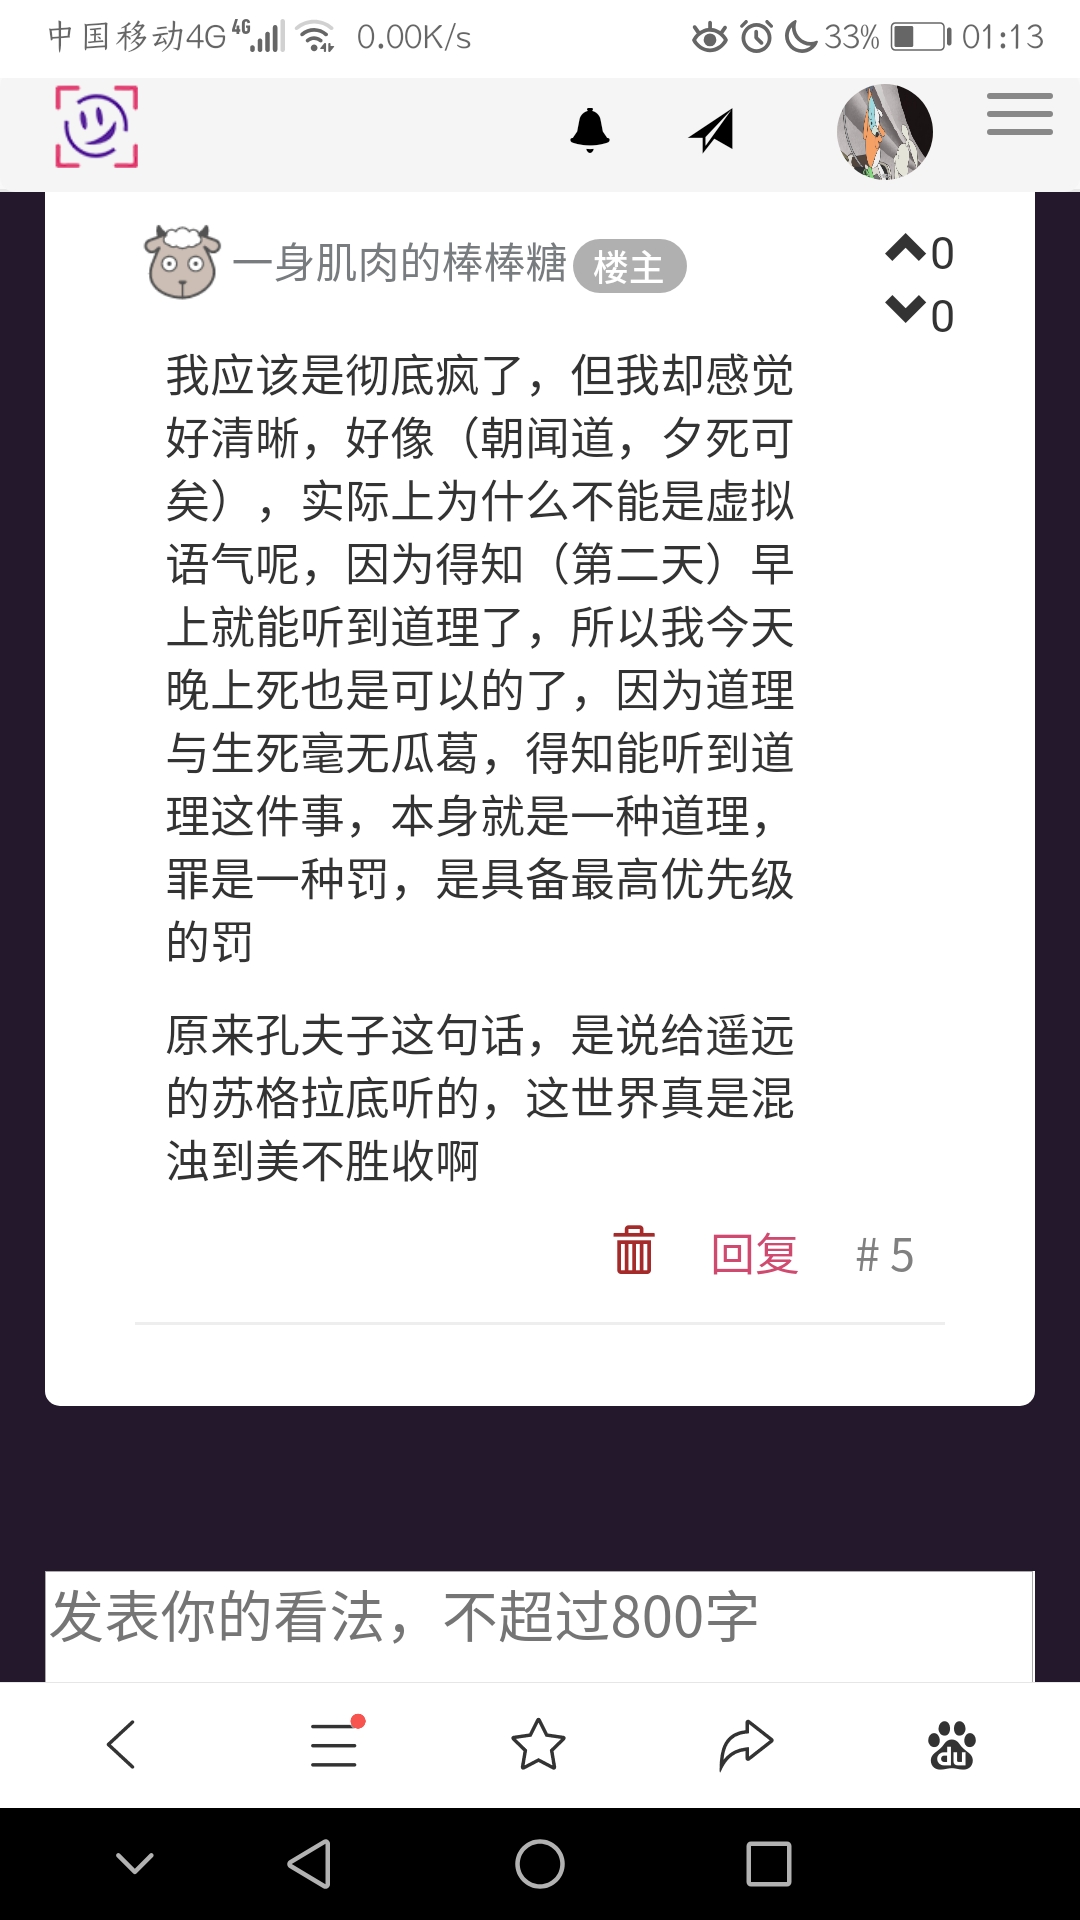 中国移动4G 4G 0.00K/s 33% 01:13
一身肌肉的棒棒糖 楼主 0
0
我应该是彻底疯了，但我却感觉
好清晰，好像（朝闻道，夕死可
矣），实际上为什么不能是虚拟
语气呢，因为得知（第二天）早
上就能听到道理了，所以我今天
晚上死也是可以的了，因为道理
与生死毫无瓜葛，得知能听到道
理这件事，本身就是一种道理，
罪是一种罚，是具备最高优先级
的罚
原来孔夫子这句话，是说给遥远
的苏格拉底听的，这世界真是混
浊到美不胜收啊
回复 # 5
发表你的看法，不超过800字
du